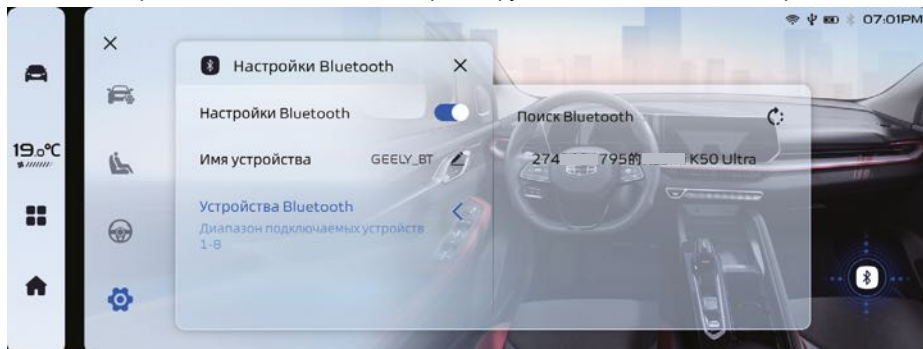 07:01PM
Настройки Bluetooth
Настройки Bluetooth
Имя устройства GEELY_BT
Устройства Bluetooth
Диапазон подключаемых устройств
1-8
Поиск Bluetooth
274 795的 K50 Ultra
19.0°C